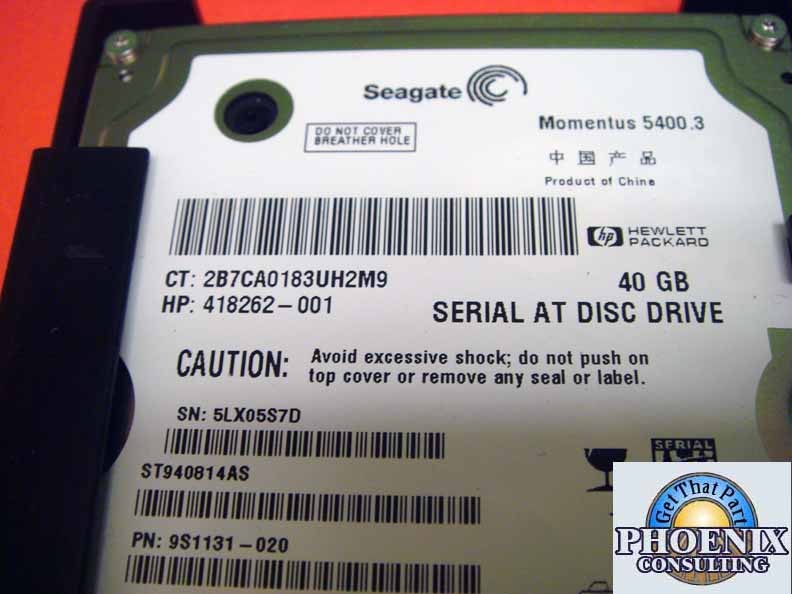 Seagate
DO NOT COVER
BREATHER HOLE
Momentus 5400.3
中国产品
Product of China
hp HEWLETT
PACKARD
CT: 2B7CA0183UH2M9
HP: 418262-001
40 GB
SERIAL AT DISC DRIVE
CAUTION: Avoid excessive shock; do not push on
top cover or remove any seal or label.
SN: 5LX05S7D
SERIAL
ST940814AS
PN: 9S1131-020
Get That Part
PHOENIX
CONSULTING